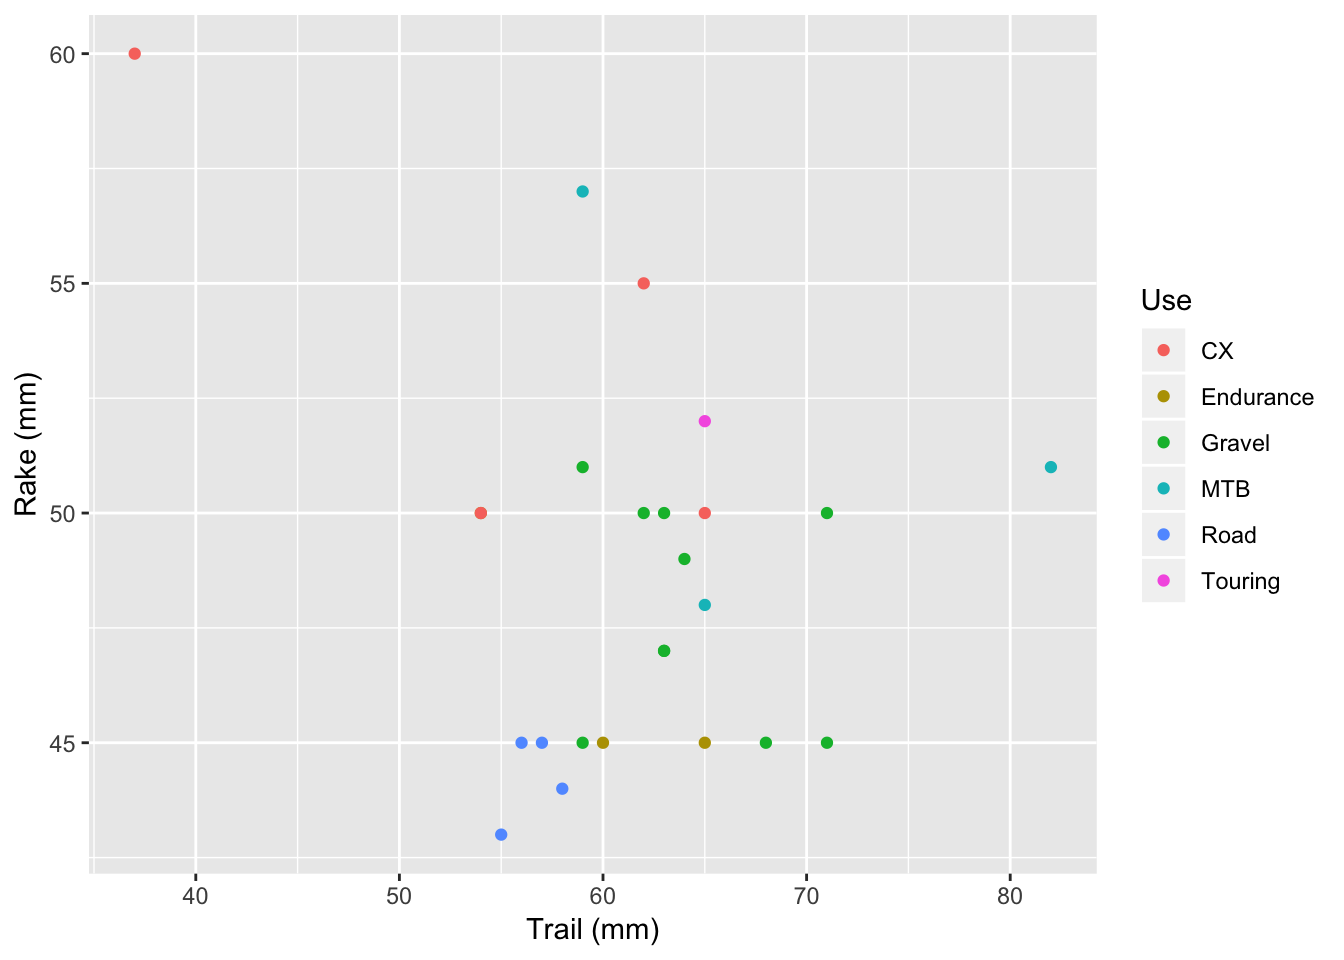 60
55
50
45
Rake (mm)
40 50 60 70 80
Trail (mm)
Use
CX
Endurance
Gravel
MTB
Road
Touring